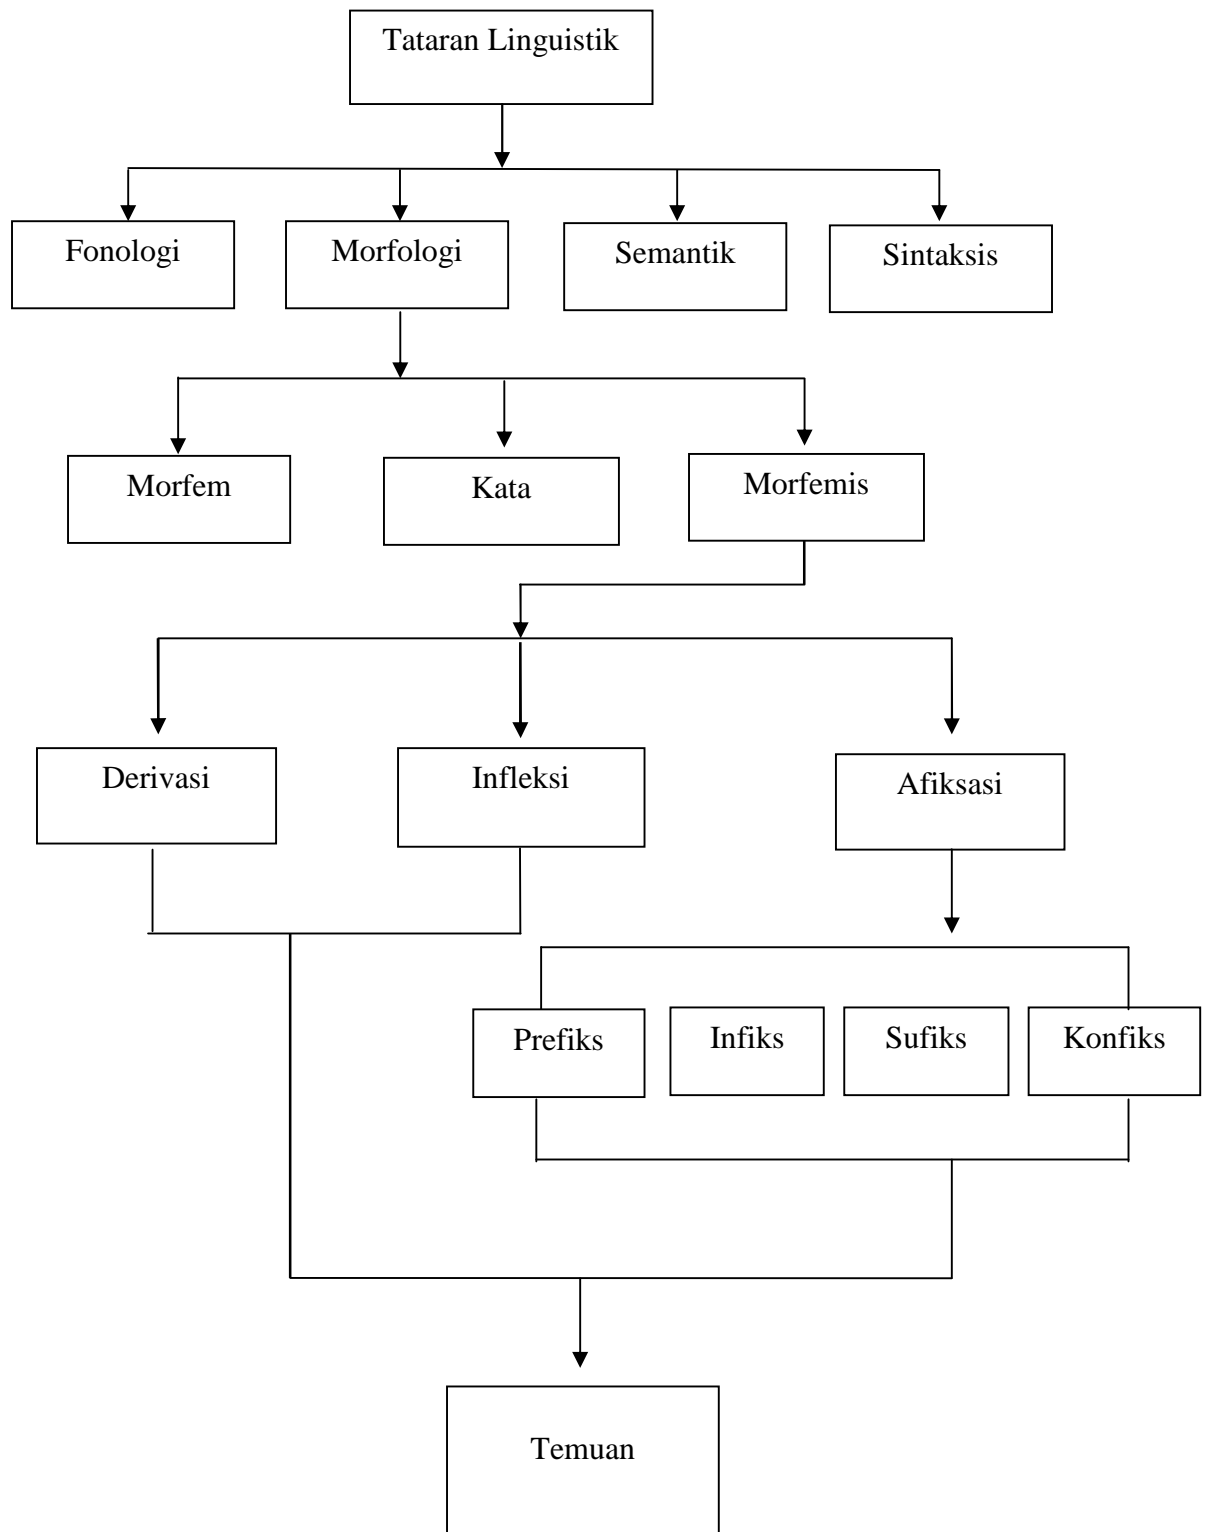 Tataran Linguistik
Fonologi
Morfologi
Semantik
Sintaksis
Morfem
Kata
Morfemis
Derivasi
Infleksi
Afiksasi
Prefiks
Infiks
Sufiks
Konfiks
Temuan